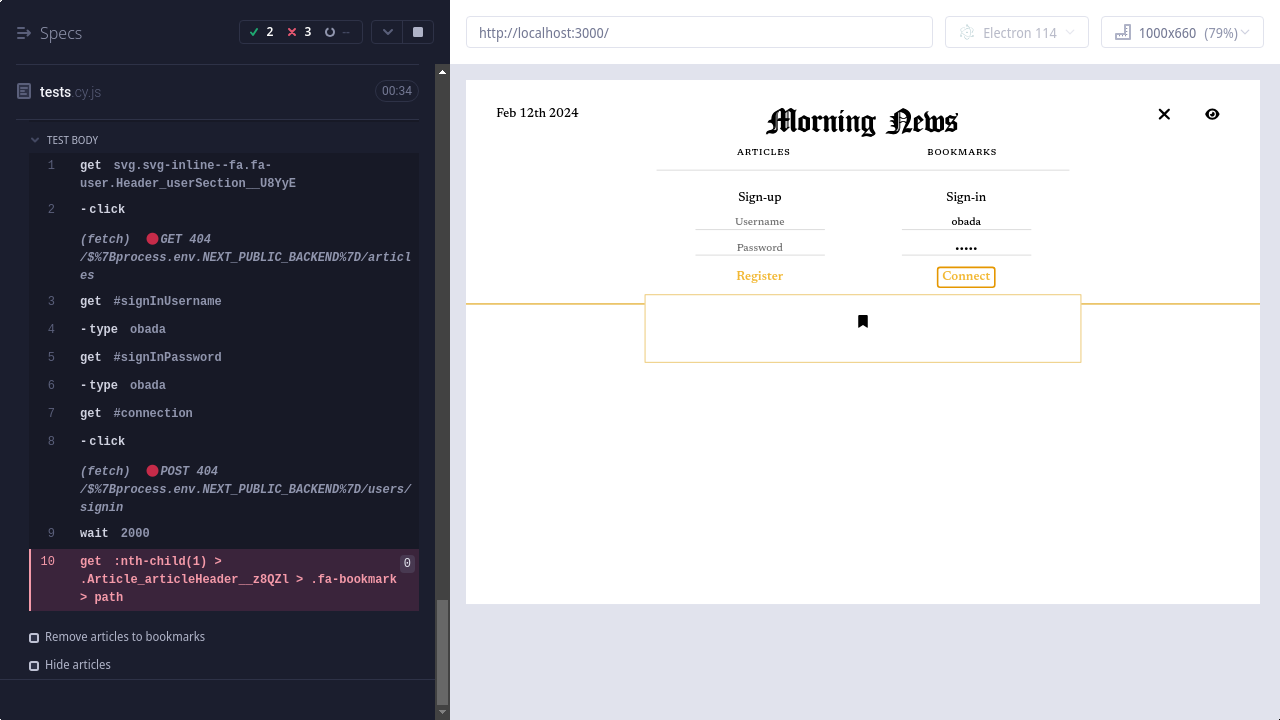 Specs
2
3
--
tests.cy.js
00:34
TEST BODY
1 get svg.svg-inline--fa.fa-
user.Header_userSection__U8YyE
2 -click
(fetch) GET 404
/$%7Bprocess.env.NEXT_PUBLIC_BACKEND%7D/articl
es
3 get #signInUsername
4 -type obada
5 get #signInPassword
6 -type obada
7 get #connection
8 -click
(fetch) POST 404
/$%7Bprocess.env.NEXT_PUBLIC_BACKEND%7D/users/
signin
9 wait 2000
10 get :nth-child(1) > 0
.Article_articleHeader__z8QZl > .fa-bookmark
> path
Remove articles to bookmarks
Hide articles
http://localhost:3000/
Electron 114
1000x660 (79%)
Feb 12th 2024
Morning News
ARTICLES BOOKMARKS
Sign-up Sign-in
Username obada
Password •••••
Register Connect